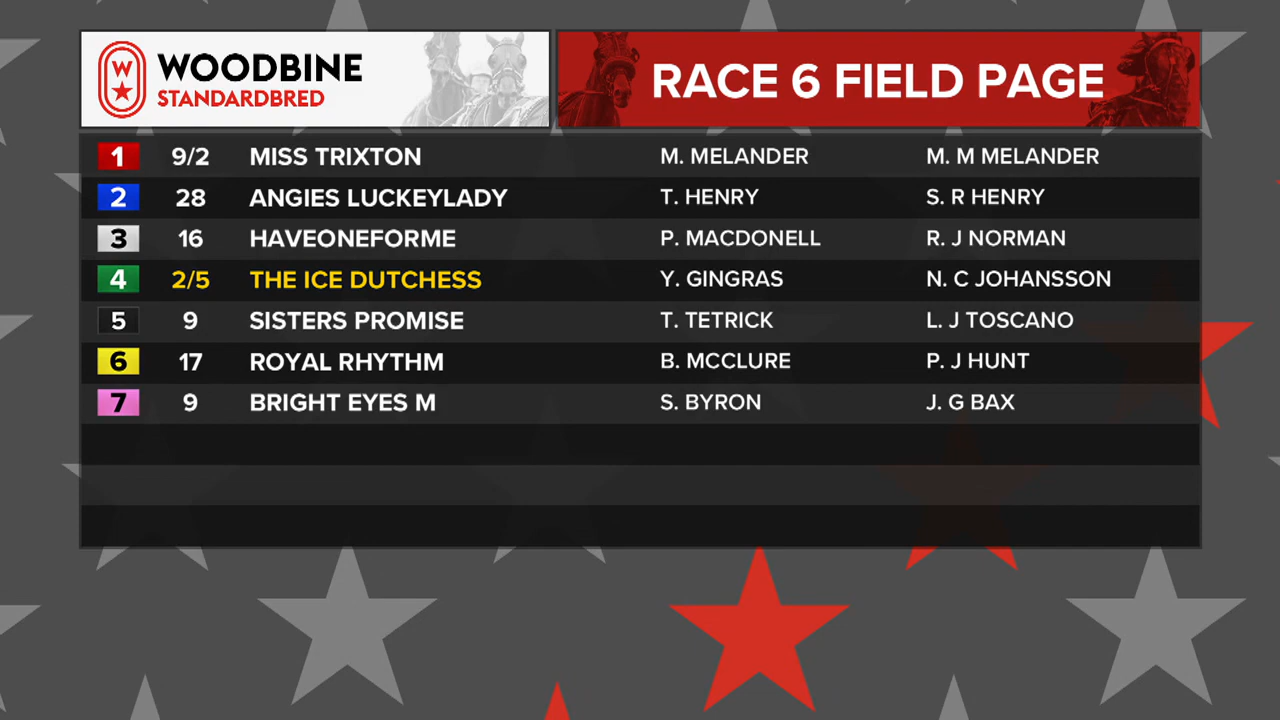 W
WOODBINE
STANDARDBRED
RACE 6 FIELD PAGE
1 9/2 MISS TRIXTON M. MELANDER M. M MELANDER
2 28 ANGIES LUCKEYLADY T. HENRY S. R HENRY
3 16 HAVEONEFORME P. MACDONELL R. J NORMAN
4 2/5 THE ICE DUTCHESS Y. GINGRAS N. C JOHANSSON
5 9 SISTERS PROMISE T. TETRICK L. J TOSCANO
6 17 ROYAL RHYTHM B. MCCLURE P. J HUNT
7 9 BRIGHT EYES M S. BYRON J. G BAX